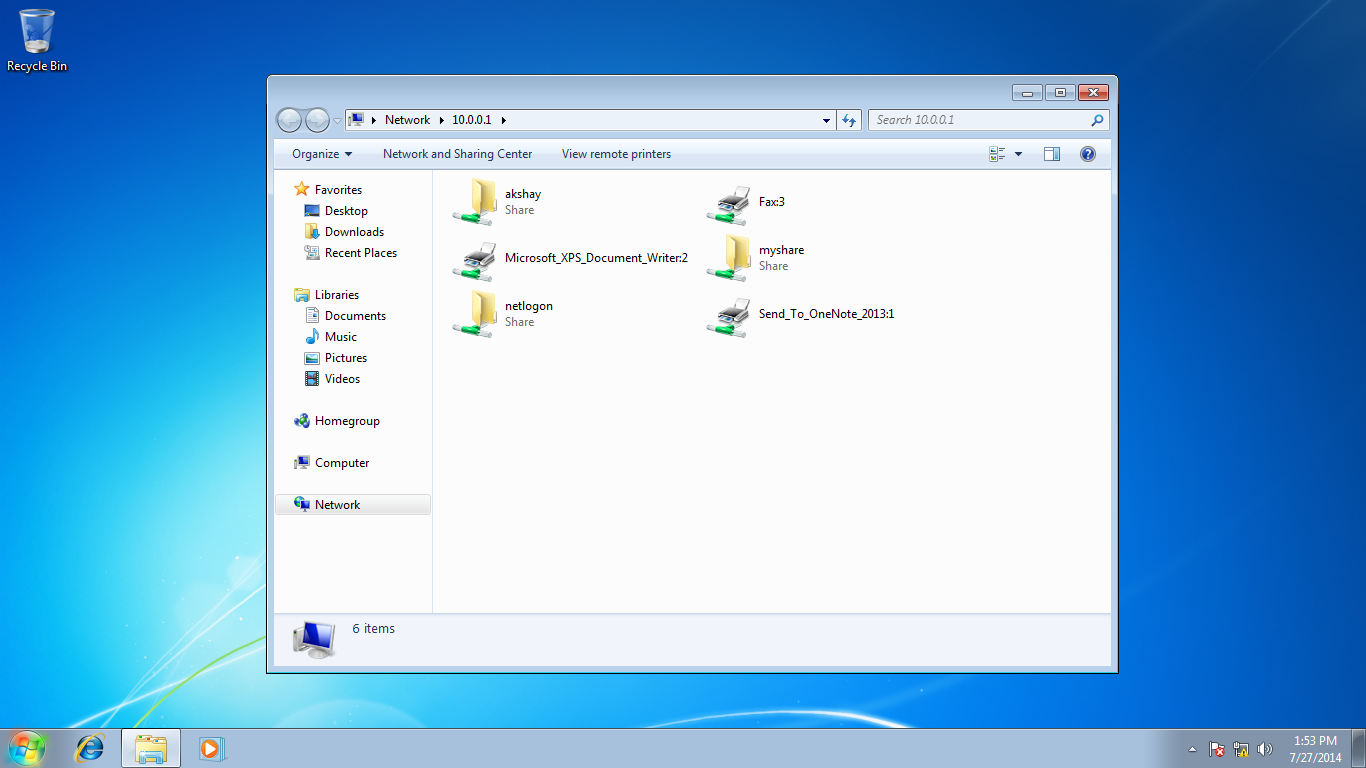 Recycle Bin
Network 10.0.0.1
Search 10.0.0.1
Organize Network and Sharing Center View remote printers
Favorites
Desktop
Downloads
Recent Places
Libraries
Documents
Music
Pictures
Videos
Homegroup
Computer
Network
akshay
Share
Fax:3
Microsoft_XPS_Document_Writer:2
myshare
Share
netlogon
Share
Send_To_OneNote_2013:1
6 items
1:53 PM
7/27/2014